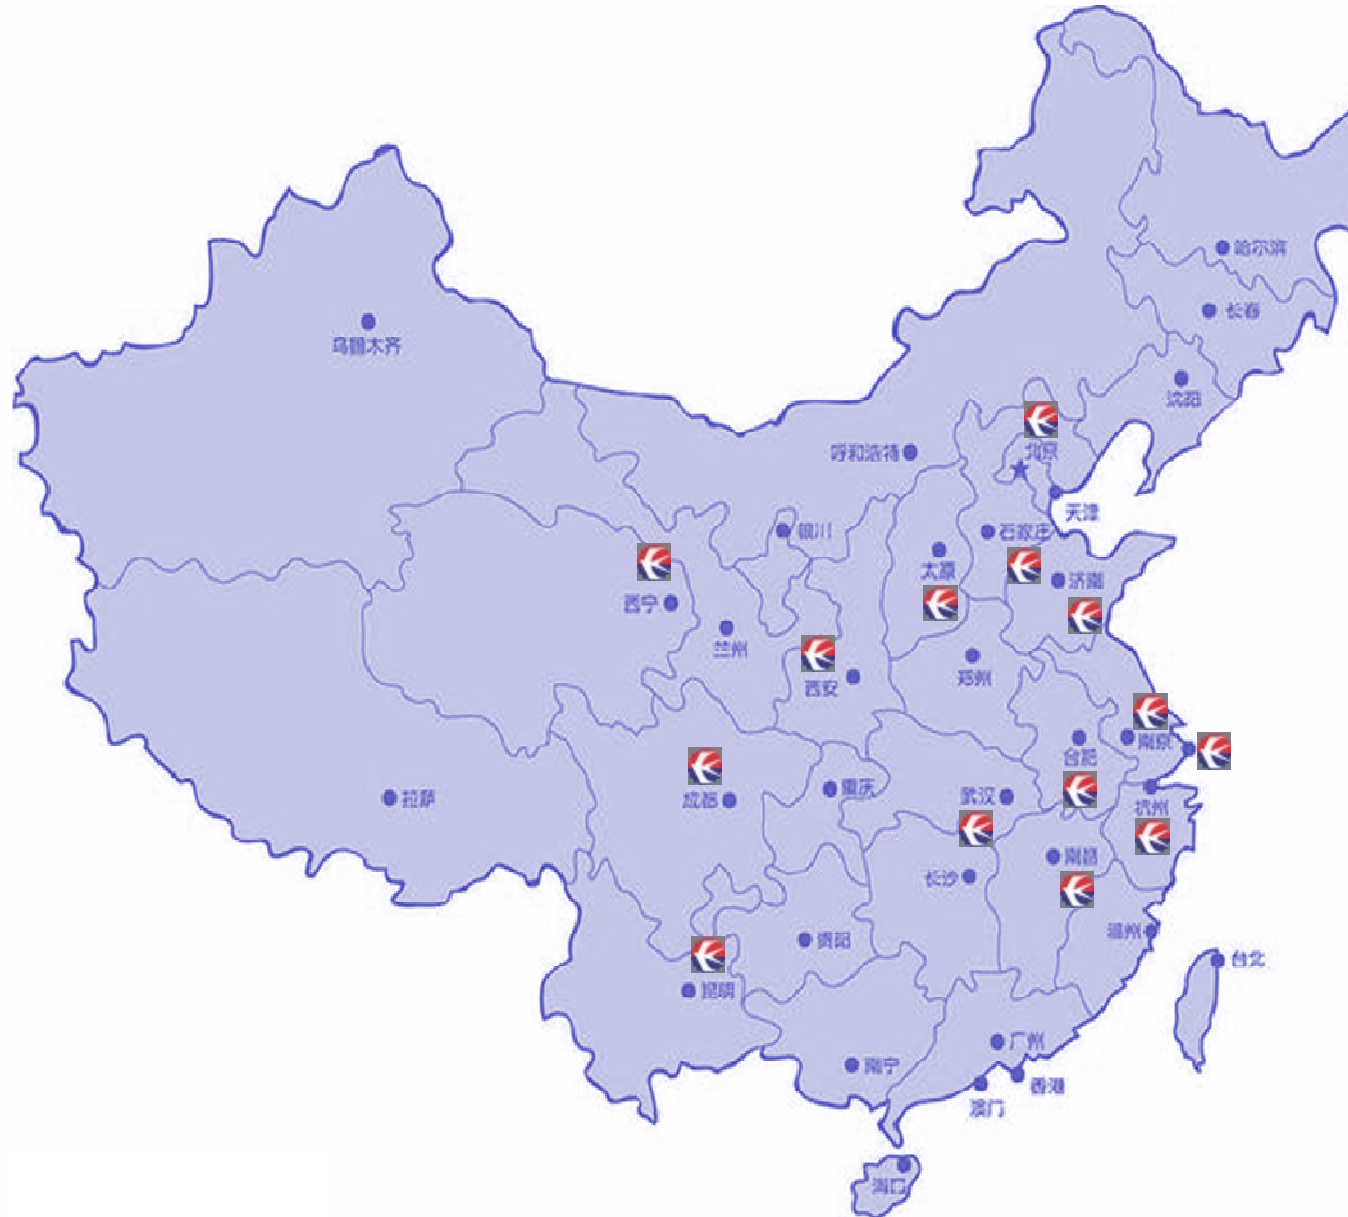 哈尔滨
长春
乌鲁木齐
沈阳
北京
呼和浩特
天津
银川
石家庄
太原
济南
西宁
兰州
郑州
西安
南京
合肥
重庆
成都
武汉
拉萨
杭州
南昌
长沙
福州
贵阳
台北
昆明
广州
南宁
香港
澳门
海口